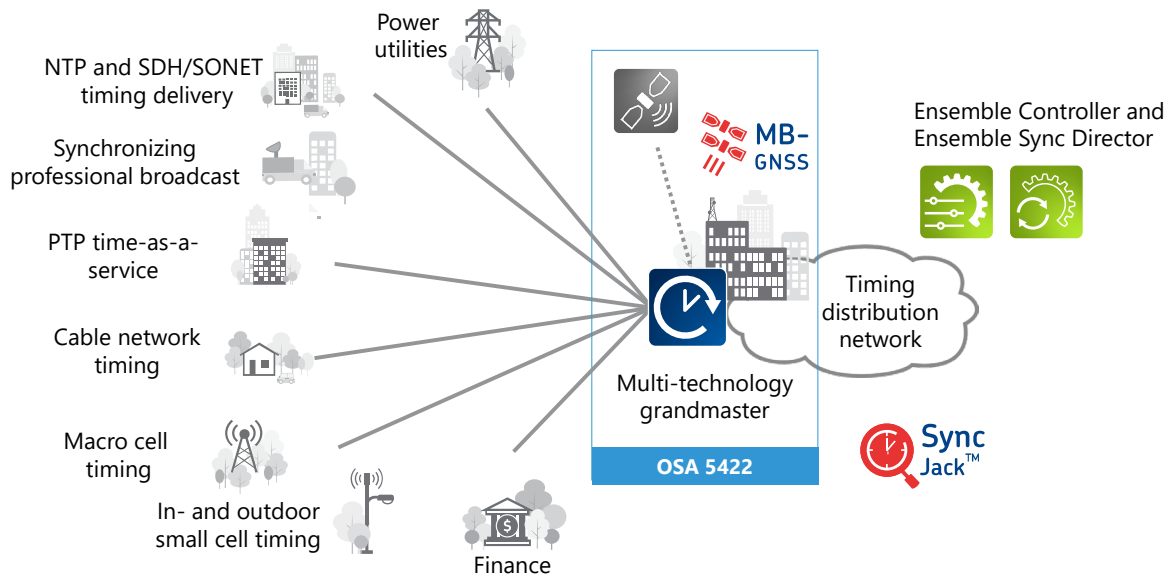 Power
utilities
NTP and SDH/SONET
timing delivery
Synchronizing
professional broadcast
PTP time-as-a-
service
Cable network
timing
Macro cell
timing
In- and outdoor
small cell timing
$
Finance
MB-
GNSS
Multi-technology
grandmaster
OSA 5422
Ensemble Controller and
Ensemble Sync Director
Timing
distribution
network
Sync
Jack™